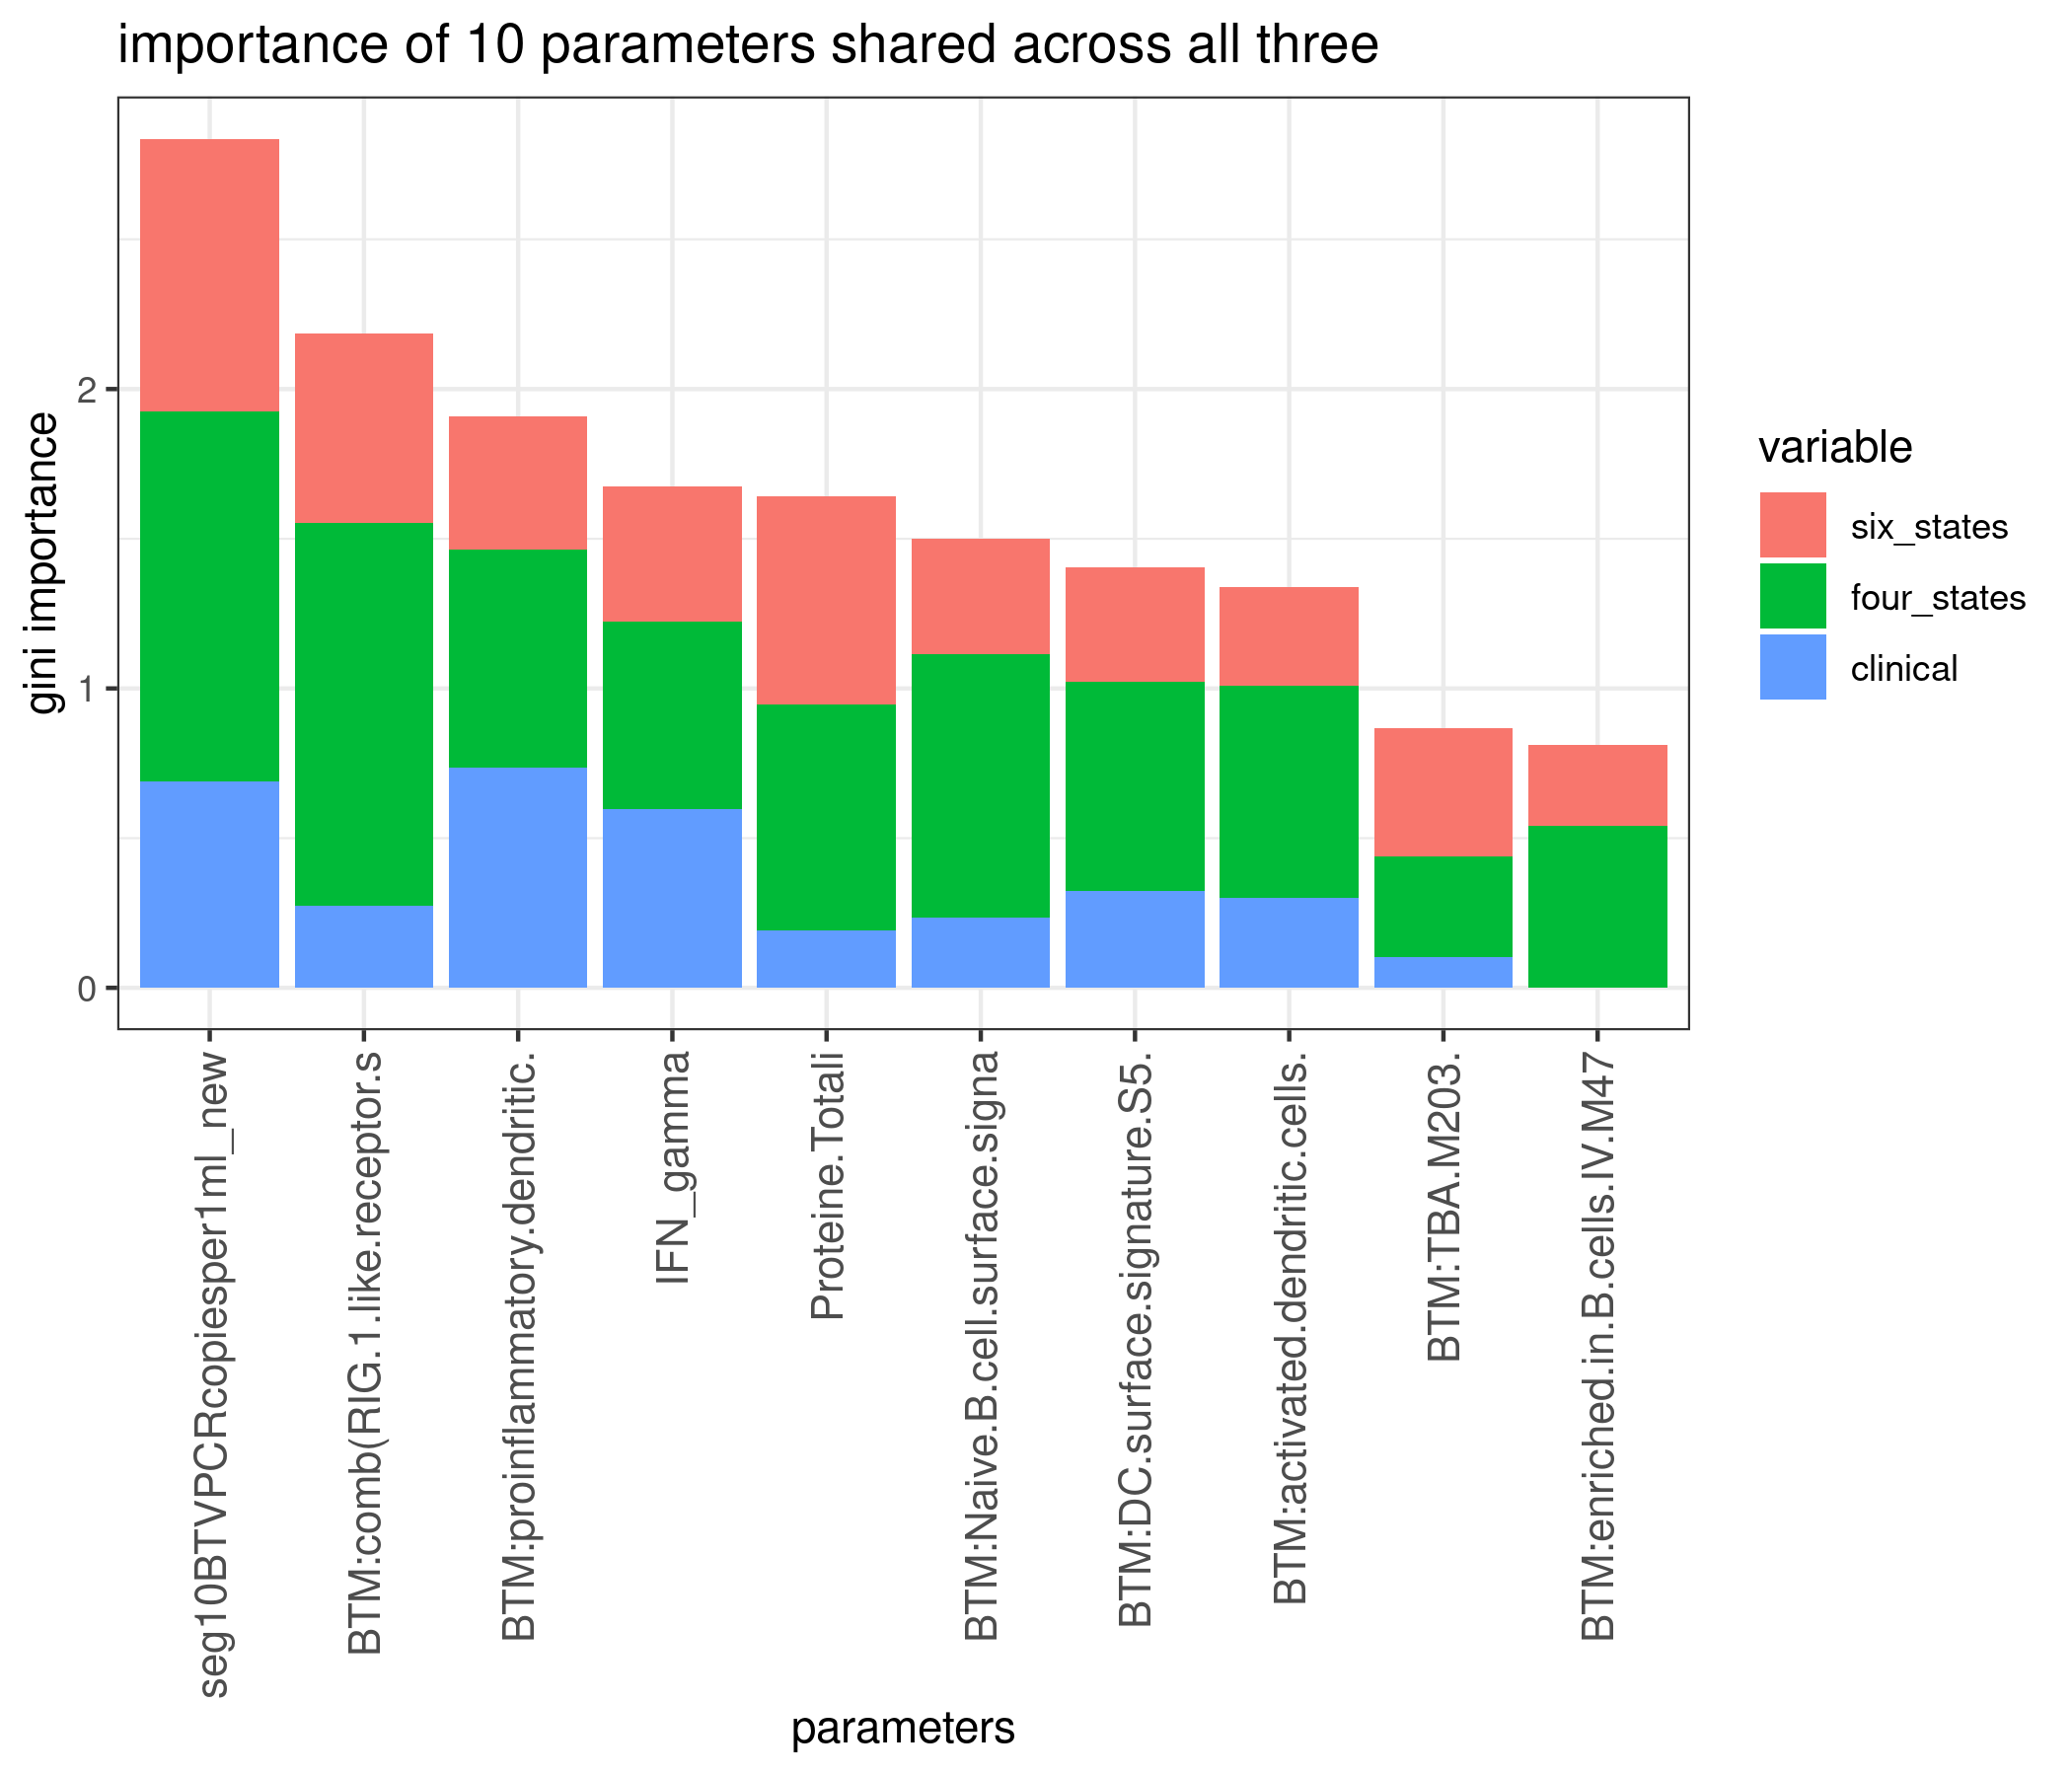 importance of 10 parameters shared across all three
gini importance
2
1
0
seg10BTVPCRcopiesper1ml_new
BTM:comb(RIG.1.like.receptor.s
BTM:proinflammatory.dendritic.
IFN_gamma
Proteine.Totali
BTM:Naive.B.cell.surface.signa
BTM:DC.surface.signature.S5.
BTM:activated.dendritic.cells.
BTM:TBA.M203.
BTM:enriched.in.B.cells.IV.M47
parameters
variable
six_states
four_states
clinical